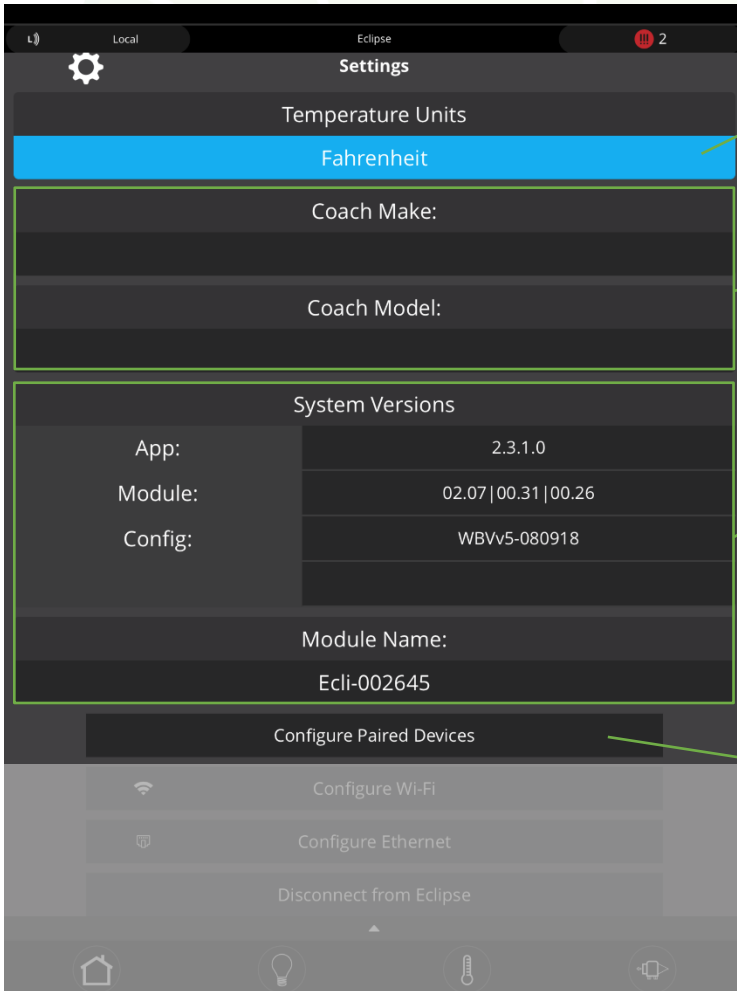 L Local Eclipse !!! 2
Settings
Temperature Units
Fahrenheit
Coach Make:
Coach Model:
System Versions
App: 2.3.1.0
Module: 02.07|00.31|00.26
Config: WBVv5-080918
Module Name:
Ecli-002645
Configure Paired Devices
Configure Wi-Fi
Configure Ethernet
Disconnect from Eclipse